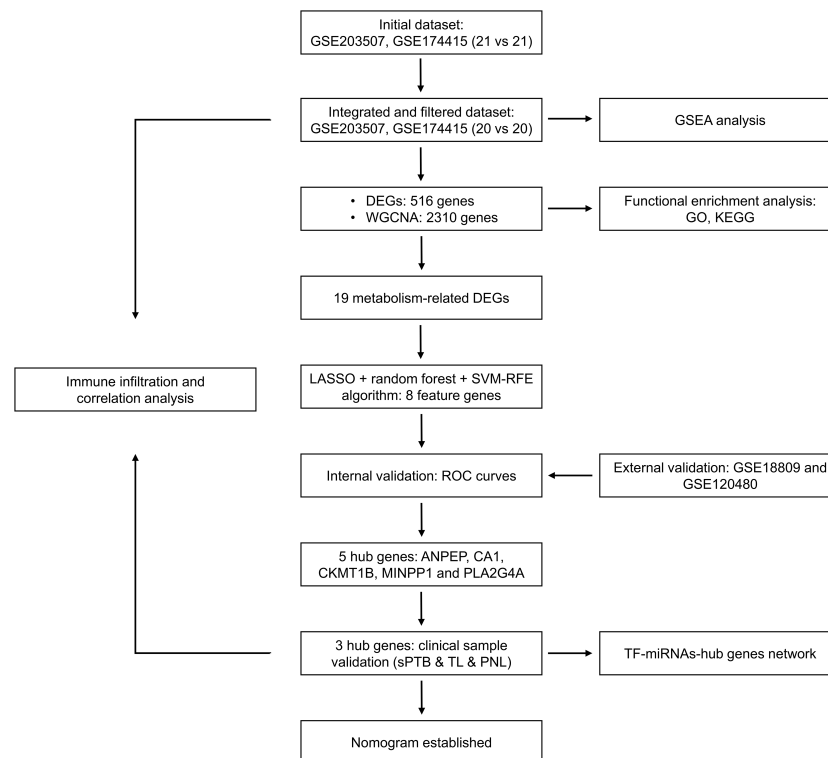 Initial dataset:
GSE203507, GSE174415 (21 vs 21)
Integrated and filtered dataset:
GSE203507, GSE174415 (20 vs 20)
GSEA analysis
• DEGs: 516 genes
• WGCNA: 2310 genes
Functional enrichment analysis:
GO, KEGG
19 metabolism-related DEGs
Immune infiltration and
correlation analysis
LASSO + random forest + SVM-RFE
algorithm: 8 feature genes
Internal validation: ROC curves
External validation: GSE18809 and
GSE120480
5 hub genes: ANPEP, CA1,
CKMT1B, MINPP1 and PLA2G4A
3 hub genes: clinical sample
validation (sPTB & TL & PNL)
TF-miRNAs-hub genes network
Nomogram established